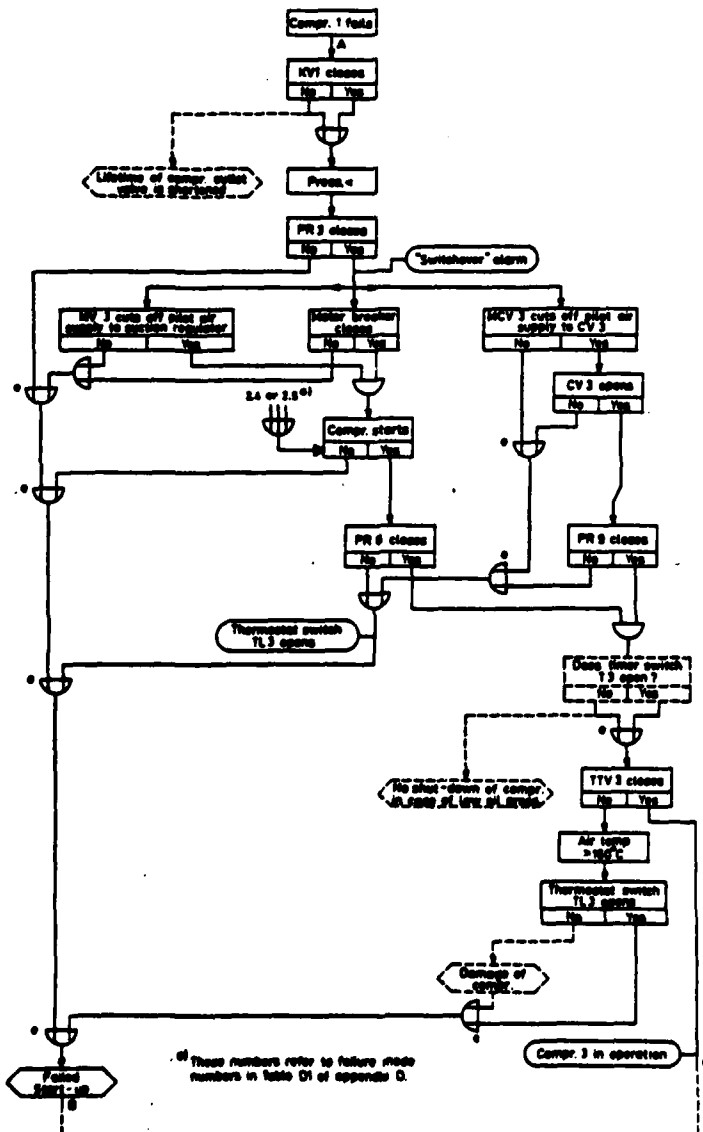 Compr. 1 fails
A
KV1 closes
No Yes
Lifetime of compr. outlet
valve is shortened
Press. <
PR 3 closes
No Yes
"Switchover" alarm
cuts off pilot air
supply to suction regulator
No Yes
Motor breaker
closes
No Yes
MCV 3 cuts off pilot air
supply to CV 3
No Yes
CV 3 opens
No Yes
2.4 or 2.5 a)
Compr. starts
No Yes
PR 6 closes
No Yes
PR 9 closes
No Yes
Thermostat switch
TL 3 opens
Does timer switch
T 3 open ?
No Yes
No shut-down of compr.
in case of low oil press.
TTV 3 closes
No Yes
Air temp
>160°C
Thermostat switch
TL 3 opens
No Yes
Damage of
compr.
Compr. 3 in operation
a) These numbers refer to failure mode
numbers in Table D1 of appendix D.
Failed
Start-up
B